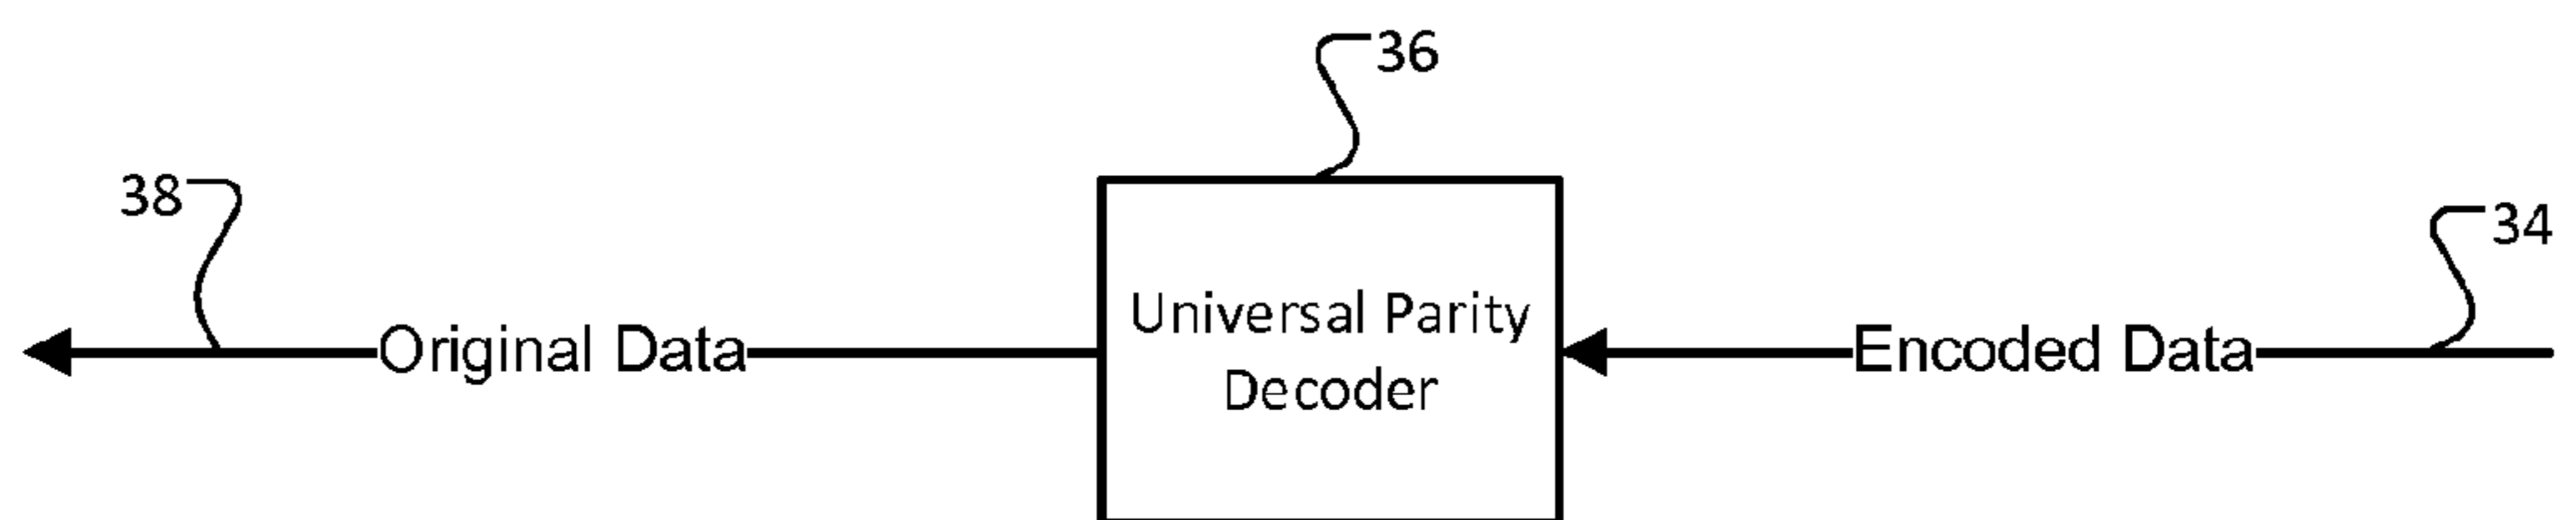 36
38
34
Universal Parity
Decoder
Original Data
Encoded Data